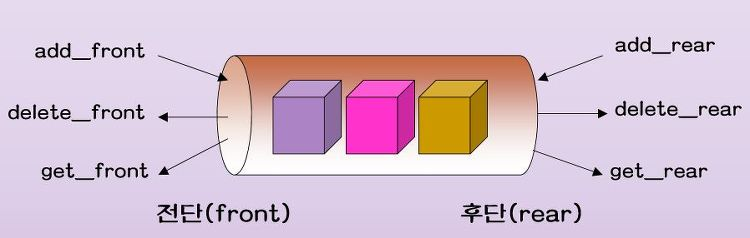 add_front
add_rear
delete_front
delete_rear
get_front
get_rear
전단(front)
후단(rear)